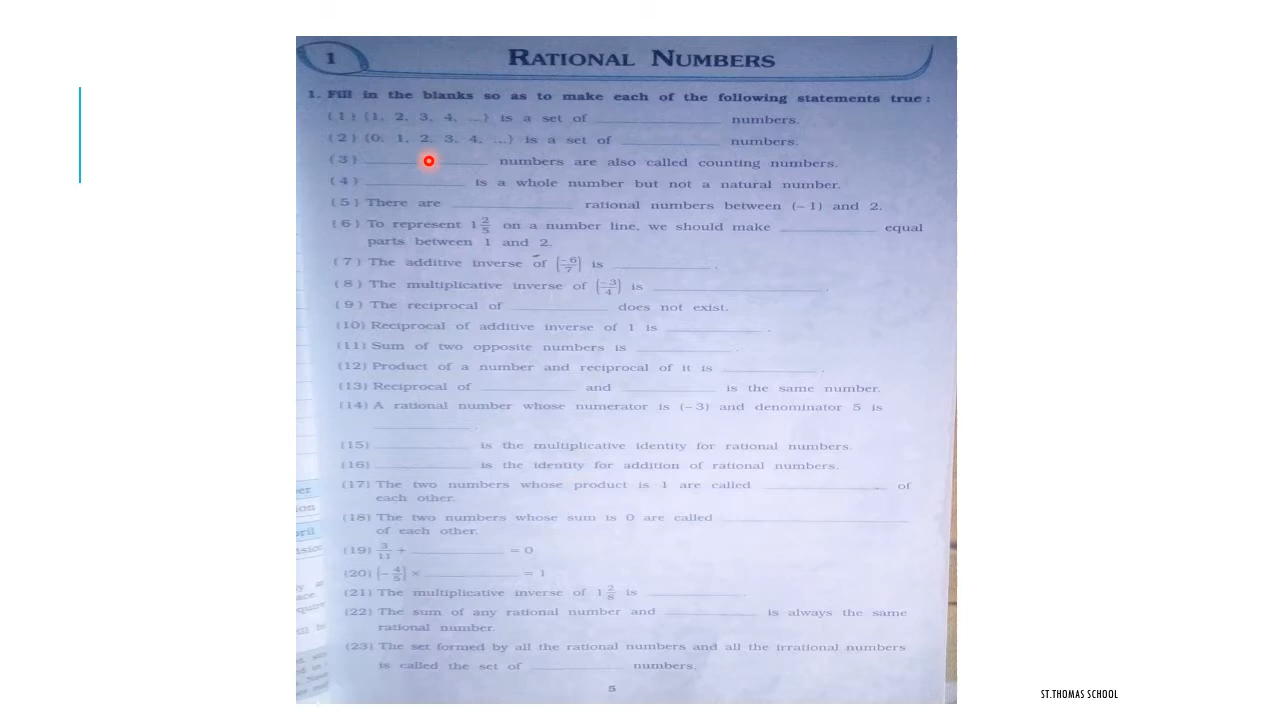 1
RATIONAL NUMBERS
1. Fill in the blanks so as to make each of the following statements true :
(1) {1, 2, 3, 4, ...} is a set of ____________ numbers.
(2) {0, 1, 2, 3, 4, ...} is a set of ____________ numbers.
(3) ____________ numbers are also called counting numbers.
(4) ____________ is a whole number but not a natural number.
(5) There are ____________ rational numbers between (–1) and 2.
(6) To represent 1 2/5 on a number line, we should make ____________ equal
parts between 1 and 2.
(7) The additive inverse of (–6/7) is ____________.
(8) The multiplicative inverse of (–3/4) is ____________.
(9) The reciprocal of ____________ does not exist.
(10) Reciprocal of additive inverse of 1 is ____________.
(11) Sum of two opposite numbers is ____________.
(12) Product of a number and reciprocal of it is ____________.
(13) Reciprocal of ____________ and ____________ is the same number.
(14) A rational number whose numerator is (–3) and denominator 5 is
____________.
(15) ____________ is the multiplicative identity for rational numbers.
(16) ____________ is the identity for addition of rational numbers.
(17) The two numbers whose product is 1 are called ____________ of
each other.
(18) The two numbers whose sum is 0 are called ____________
of each other.
(19) 3/11 + ____________ = 0
(20) (–4/5) × ____________ = 1
(21) The multiplicative inverse of 1 2/8 is ____________.
(22) The sum of any rational number and ____________ is always the same
rational number.
(23) The set formed by all the rational numbers and all the irrational numbers
is called the set of ____________ numbers.
5
ST.THOMAS SCHOOL